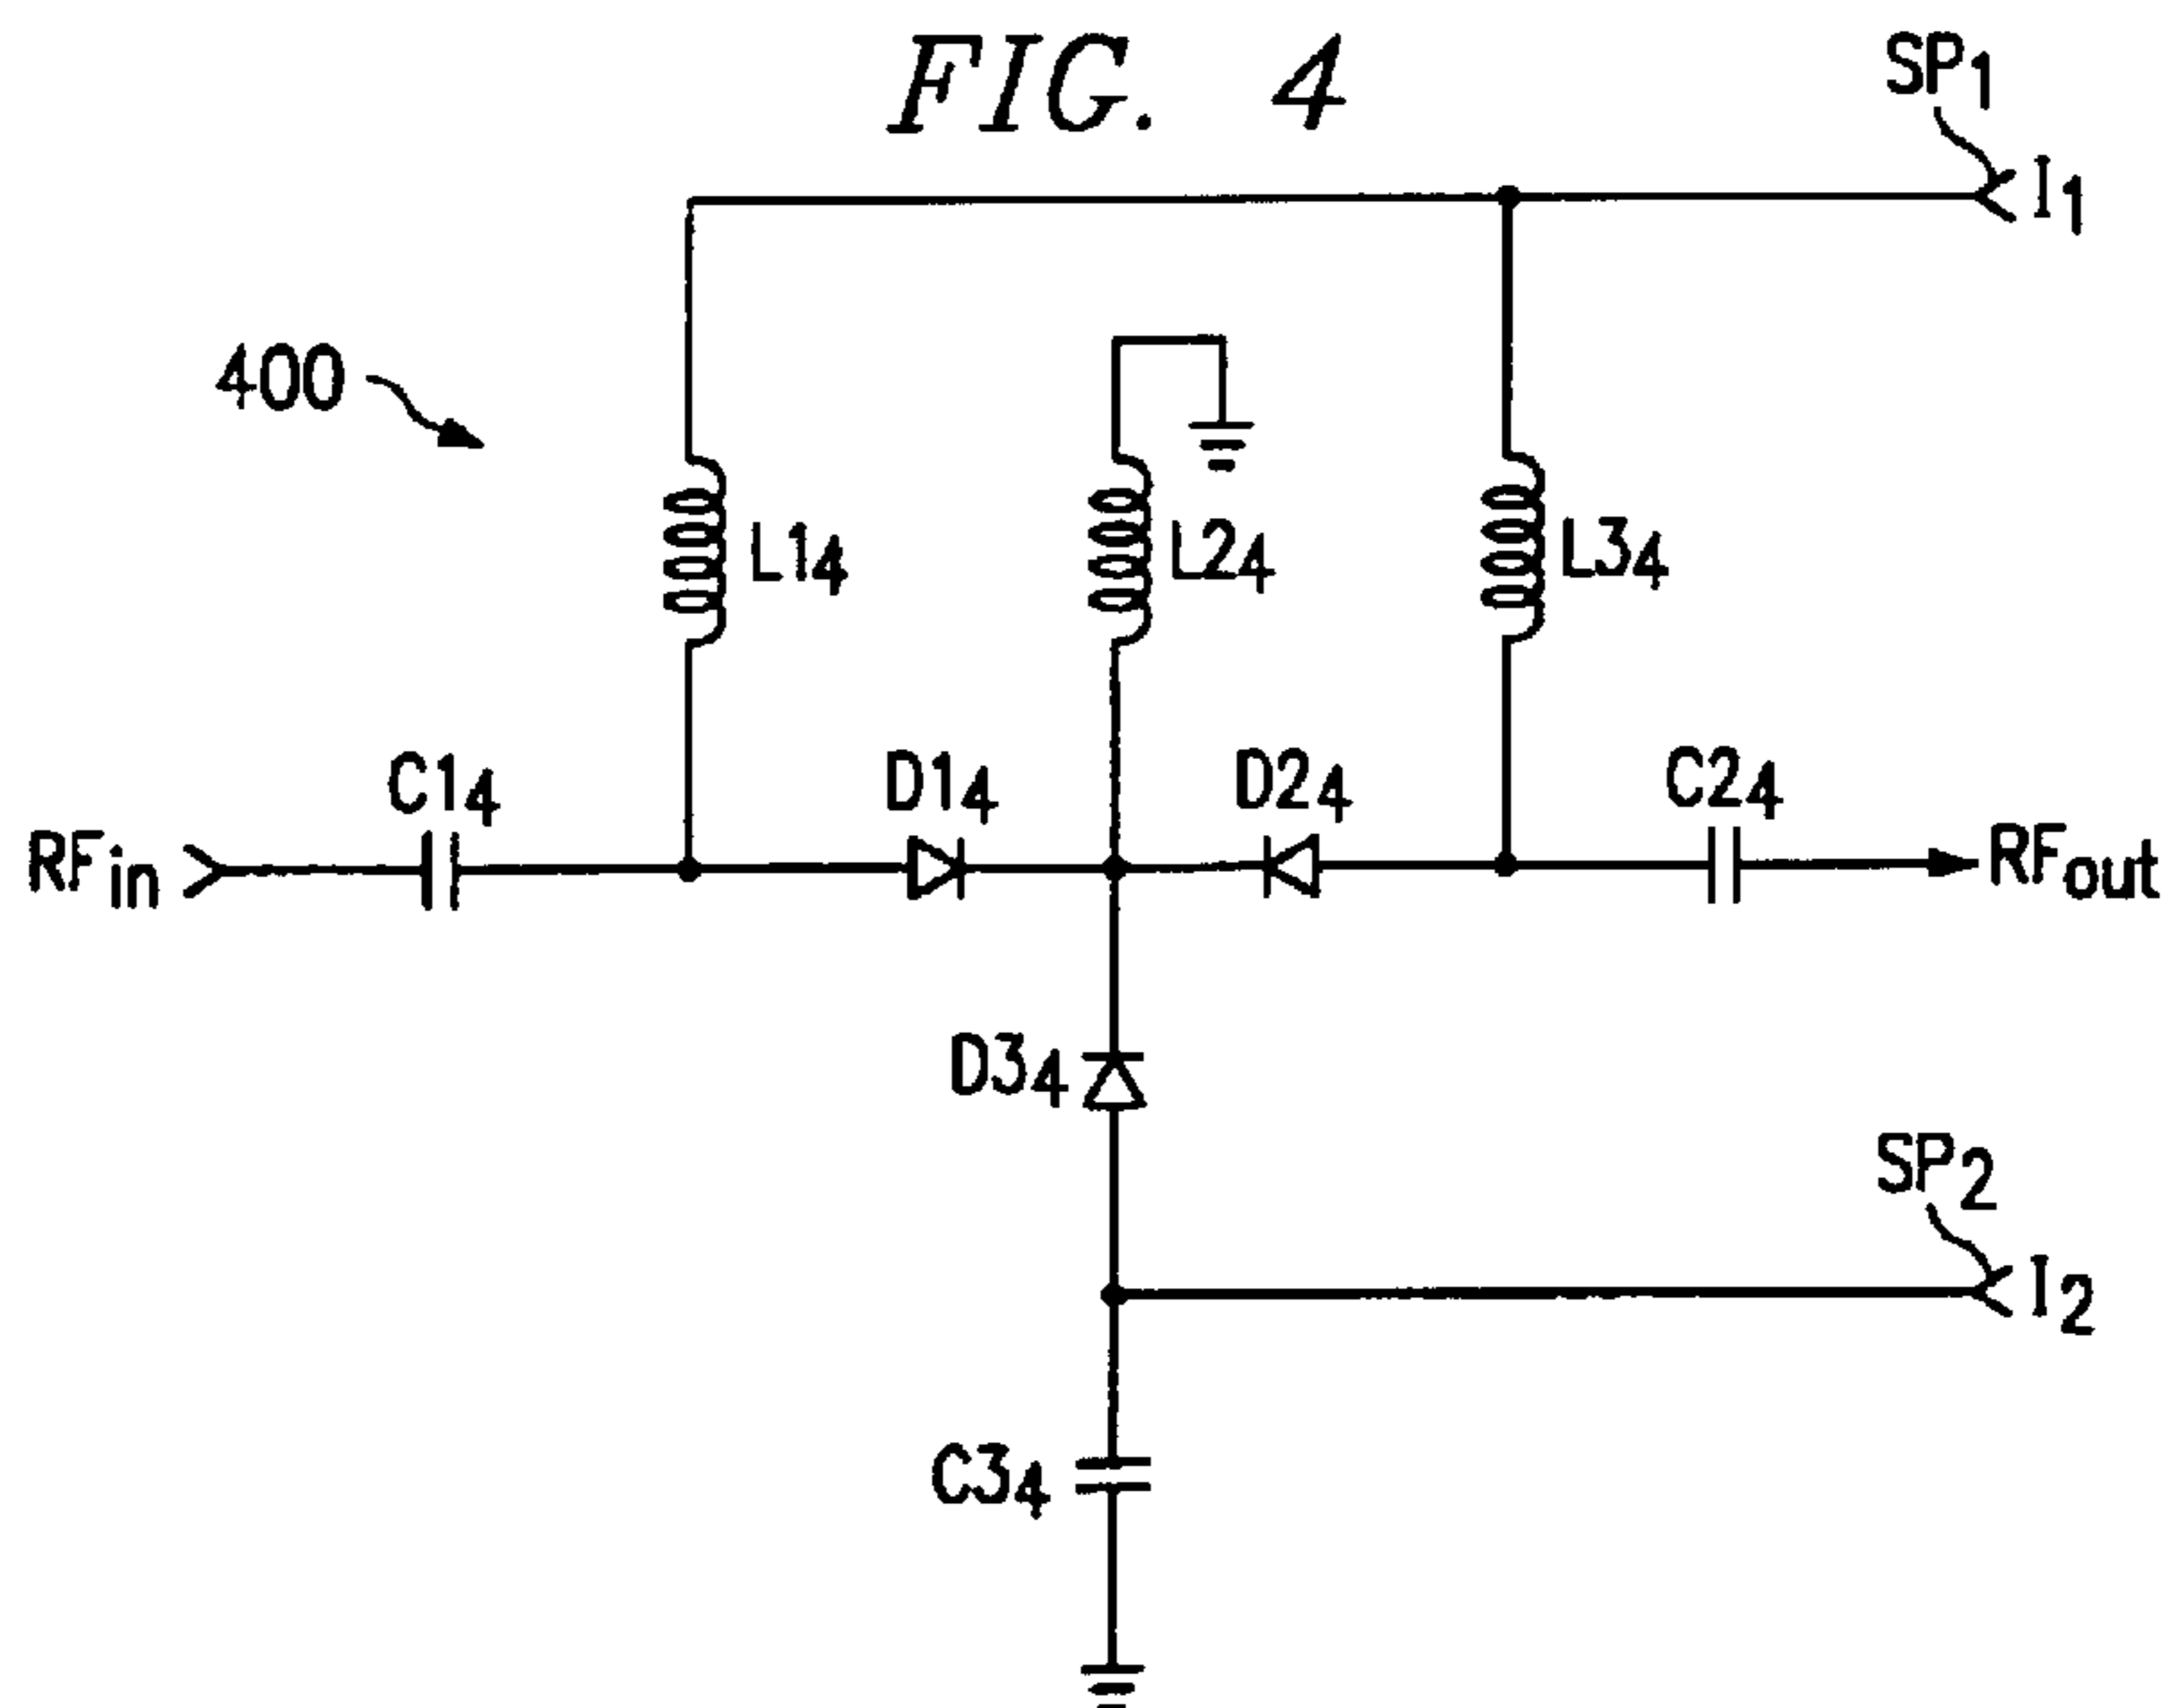 FIG. 4
SP1
I1
400
L14
L24
L34
C14
D14
D24
C24
RFin
RFout
D34
SP2
I2
C34